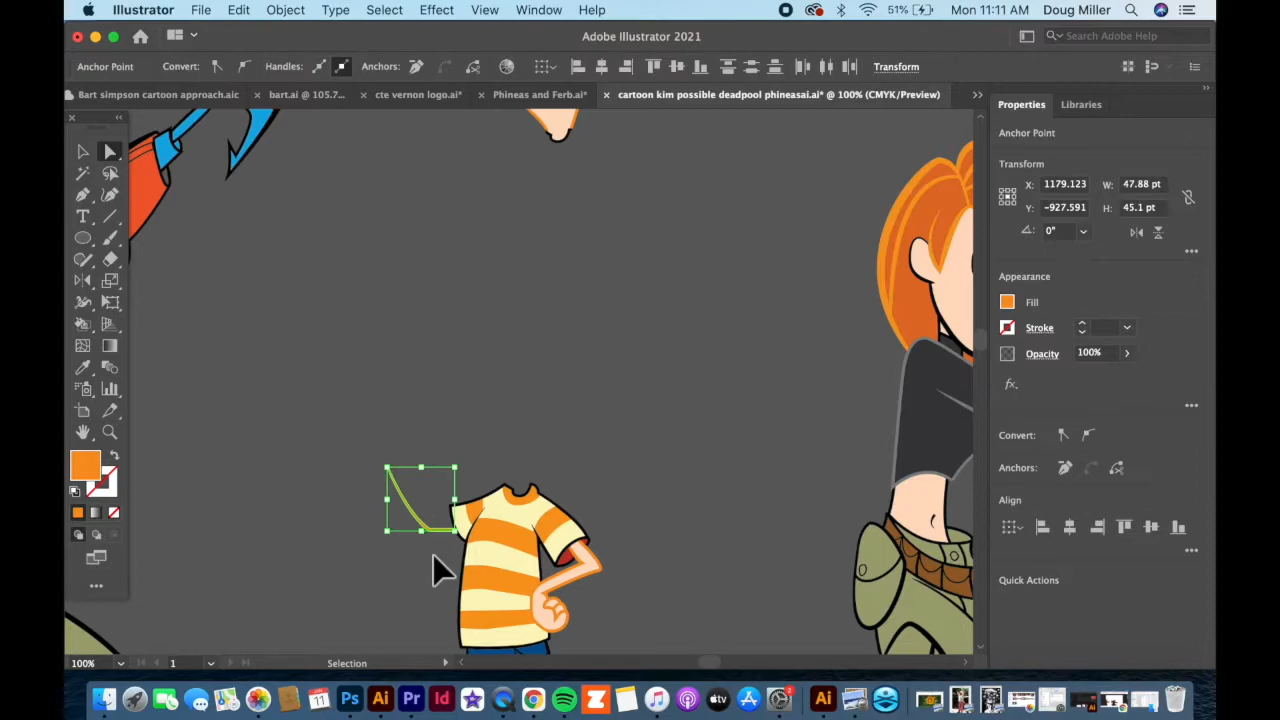 Illustrator File Edit Object Type Select Effect View Window Help 51% Mon 11:11 AM Doug Miller
Adobe Illustrator 2021
Search Adobe Help
Anchor Point Convert: Handles: Anchors: Transform
Bart simpson cartoon approach.aic × bart.ai @ 105.7... × cte vernon logo.ai* × Phineas and Ferb.ai* × cartoon kim possible deadpool phineasai.ai* @ 100% (CMYK/Preview)
Properties Libraries
Anchor Point
Transform
X: 1179.123 W: 47.88 pt
Y: -927.591 H: 45.1 pt
0°
Appearance
Fill
Stroke
Opacity 100%
fx.
Convert:
Anchors:
Align
Quick Actions
100% 1 Selection